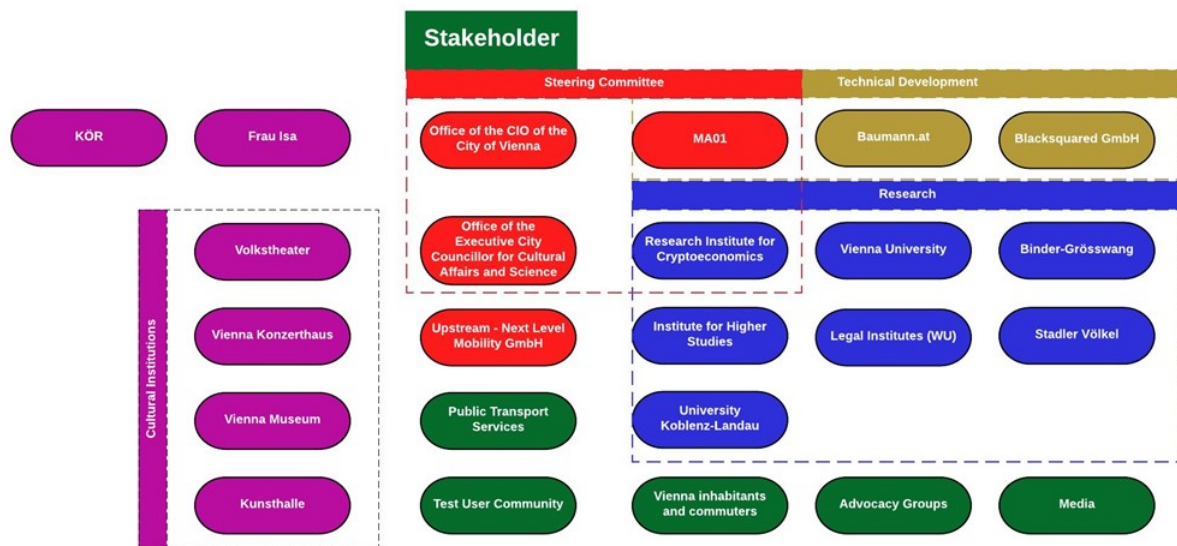 Stakeholder
Steering Committee
Technical Development
KÖR
Frau Isa
Office of the CIO of the
City of Vienna
MA01
Baumann.at
Blacksquared GmbH
Research
Cultural Institutions
Volkstheater
Office of the
Executive City
Councillor for Cultural
Affairs and Science
Research Institute for
Cryptoeconomics
Vienna University
Binder-Grösswang
Vienna Konzerthaus
Upstream - Next Level
Mobility GmbH
Institute for Higher
Studies
Legal Institutes (WU)
Stadler Völkel
Vienna Museum
Public Transport
Services
University
Koblenz-Landau
Kunsthalle
Test User Community
Vienna inhabitants
and commuters
Advocacy Groups
Media